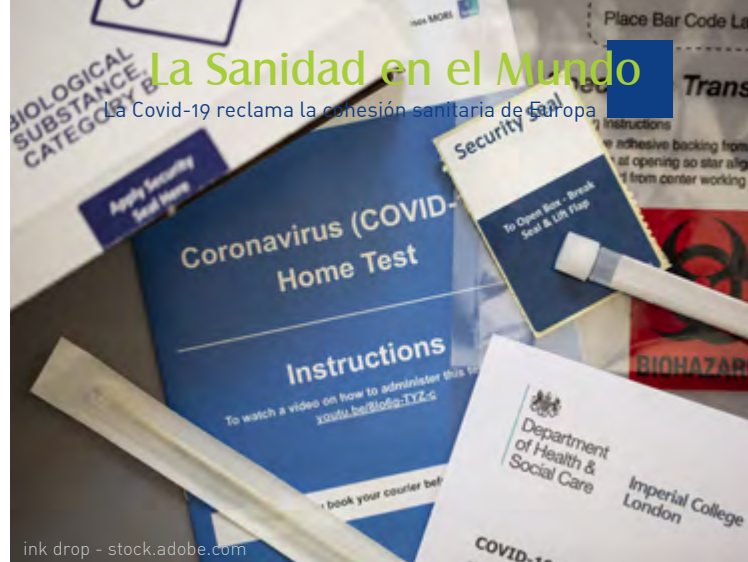 MORI
Place Bar Code
La Sanidad en el Mundo
La Covid-19 reclama la cohesión sanitaria de Europa
BIOLOGICAL
SUBSTANCE,
CATEGORY B
Apply Security
Seal Here
Trans
Instructions
adhesive backing from
at opening so star
from center working
Security Seal
To Open Box - Break
Seal & Lift Flap
Coronavirus (COVID-
Home Test
Instructions
To watch a video on how to administer this
BIOHAZAR
book your courier
Department
of Health &
Social Care
Imperial College
London
COVID-19
ink drop - stock.adobe.com